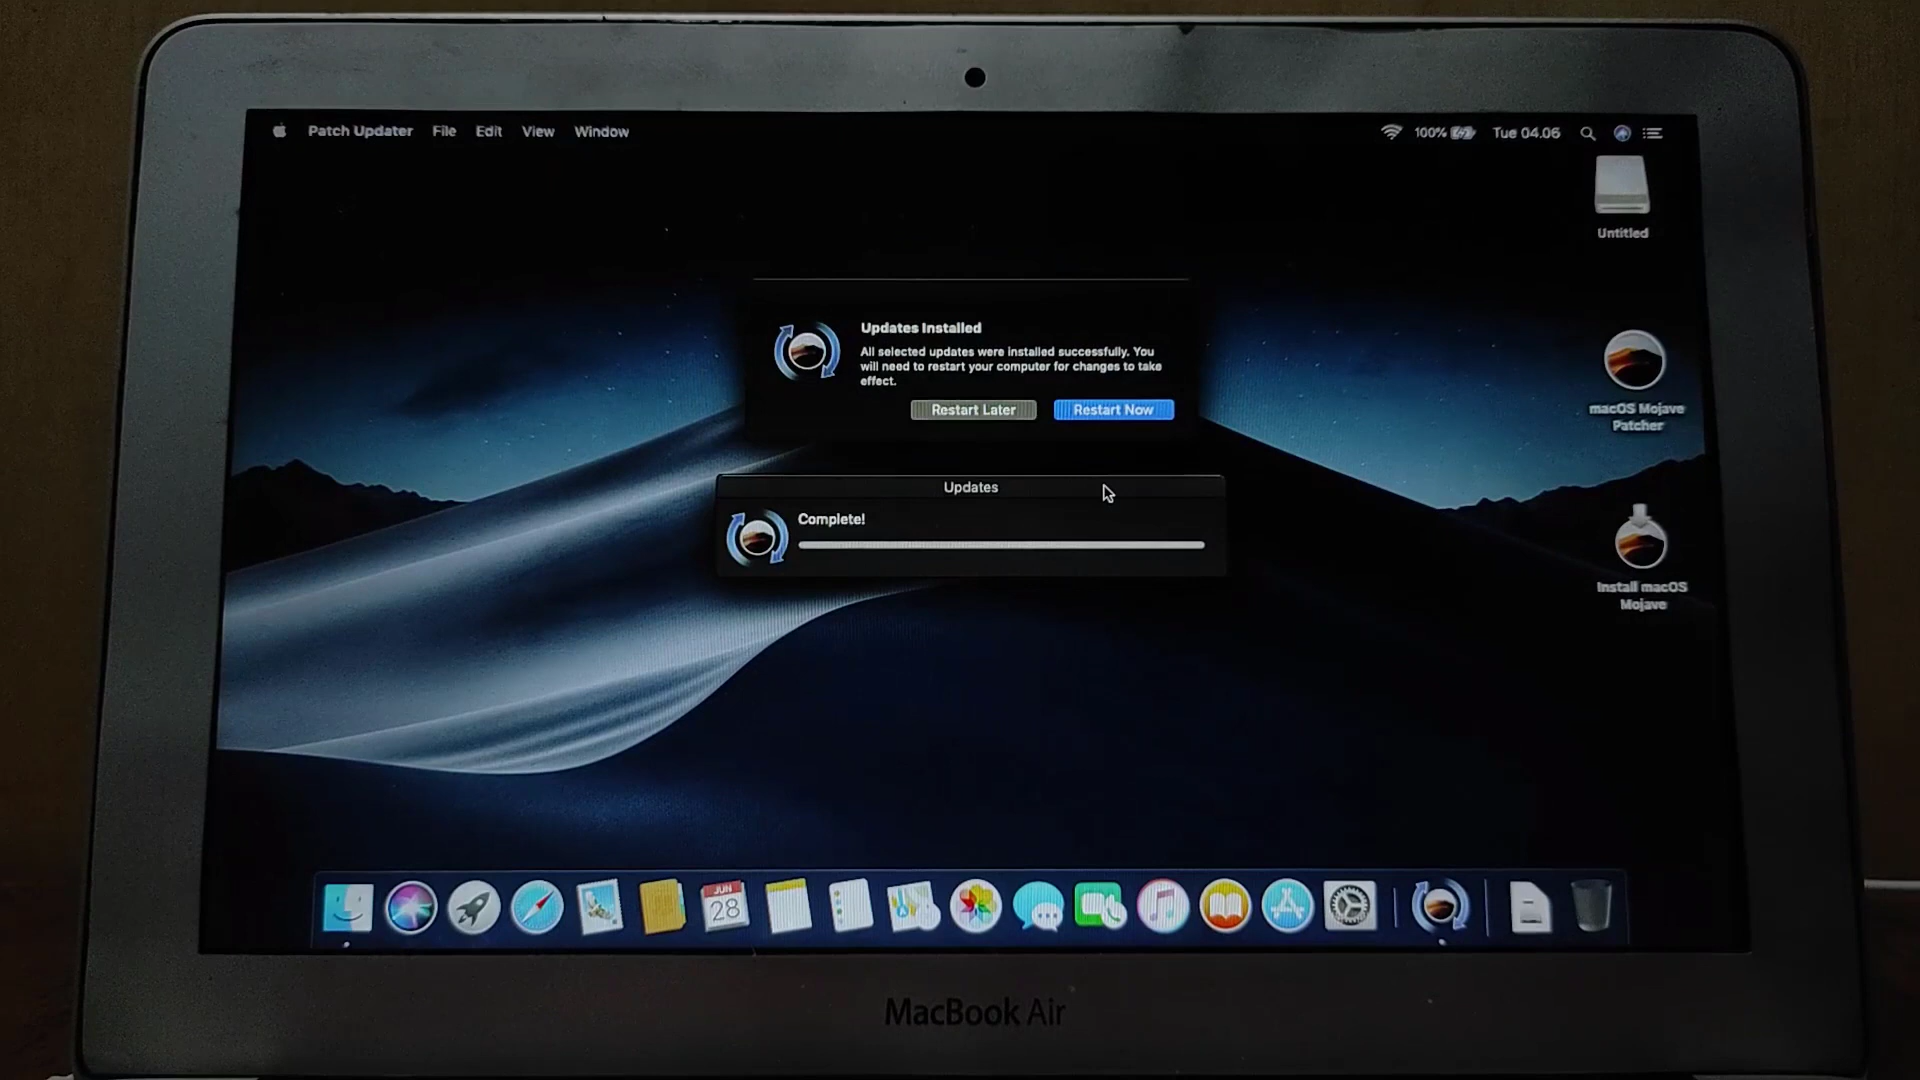 Patch Updater File Edit View Window
100% Tue 04.06
Untitled
Updates Installed
All selected updates were installed successfully. You
will need to restart your computer for changes to take
effect.
Restart Later
Restart Now
macOS Mojave
Patcher
Updates
Complete!
Install macOS
Mojave
JUN
28
MacBook Air